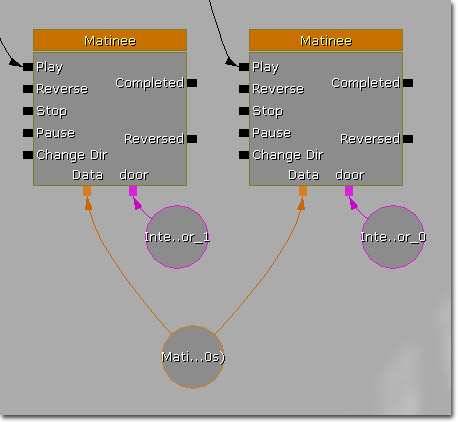 Matinee
Play
Completed
Reverse
Stop
Pause
Reversed
Change Dir
Data door
Inte..or_1
Matinee
Play
Completed
Reverse
Stop
Pause
Reversed
Change Dir
Data door
Inte..or_0
Mati...0s)